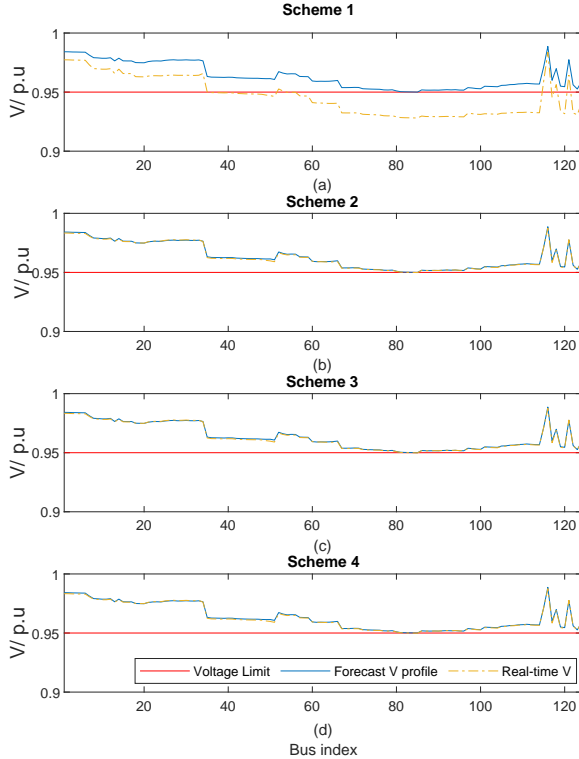 Scheme 1
1
0.95
0.9
V/ p.u
20 40 60 80 100 120
(a)
Scheme 2
1
0.95
0.9
V/ p.u
20 40 60 80 100 120
(b)
Scheme 3
1
0.95
0.9
V/ p.u
20 40 60 80 100 120
(c)
Scheme 4
1
0.95
0.9
V/ p.u
Voltage Limit Forecast V profile Real-time V
20 40 60 80 100 120
(d)
Bus index